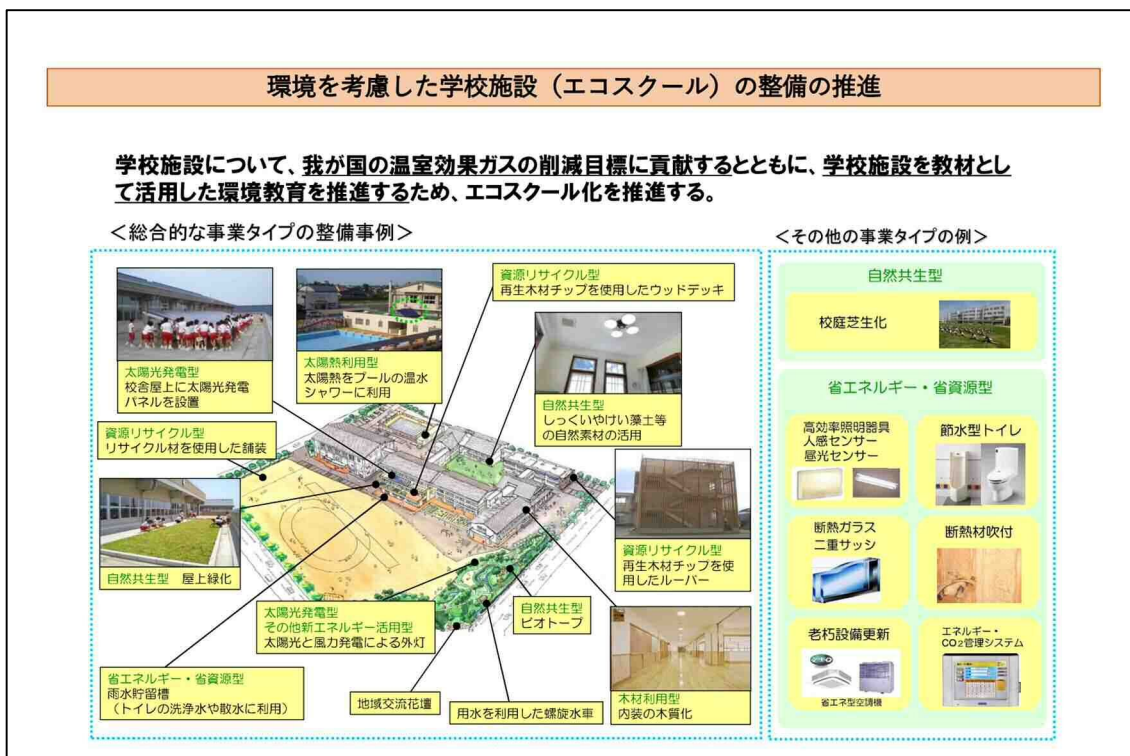 環境を考慮した学校施設（エコスクール）の整備の推進
学校施設について、我が国の温室効果ガスの削減目標に貢献するとともに、学校施設を教材とし
て活用した環境教育を推進するため、エコスクール化を推進する。
＜総合的な事業タイプの整備事例＞
太陽光発電型
校舎屋上に太陽光発電
パネルを設置
太陽熱利用型
太陽熱をプールの温水
シャワーに利用
資源リサイクル型
再生木材チップを使用したウッドデッキ
自然共生型
しっくいやけい藻土等
の自然素材の活用
資源リサイクル型
リサイクル材を使用した舗装
自然共生型　屋上緑化
資源リサイクル型
再生木材チップを使
用したルーバー
太陽光発電型
その他新エネルギー活用型
太陽光と風力発電による外灯
自然共生型
ビオトープ
省エネルギー・省資源型
雨水貯留槽
（トイレの洗浄水や散水に利用）
地域交流花壇
用水を利用した螺旋水車
木材利用型
内装の木質化
＜その他の事業タイプの例＞
自然共生型
校庭芝生化
省エネルギー・省資源型
高効率照明器具
人感センサー
昼光センサー
節水型トイレ
断熱ガラス
二重サッシ
断熱材吹付
老朽設備更新
省エネ型空調機
エネルギー・
CO₂管理システム